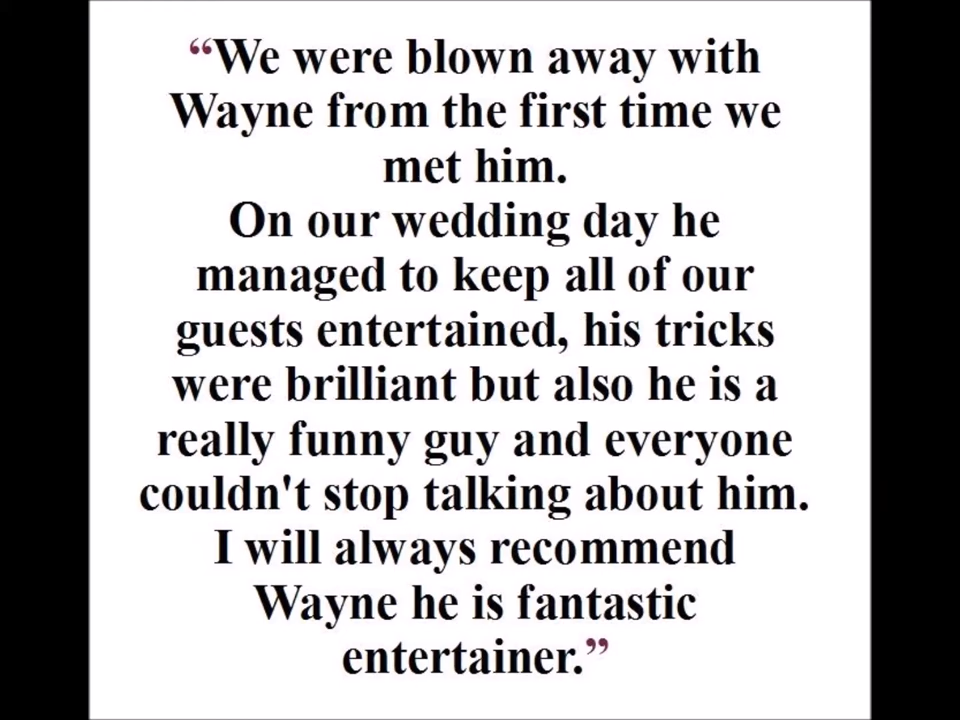 “We were blown away with
Wayne from the first time we
met him.
On our wedding day he
managed to keep all of our
guests entertained, his tricks
were brilliant but also he is a
really funny guy and everyone
couldn't stop talking about him.
I will always recommend
Wayne he is fantastic
entertainer.”